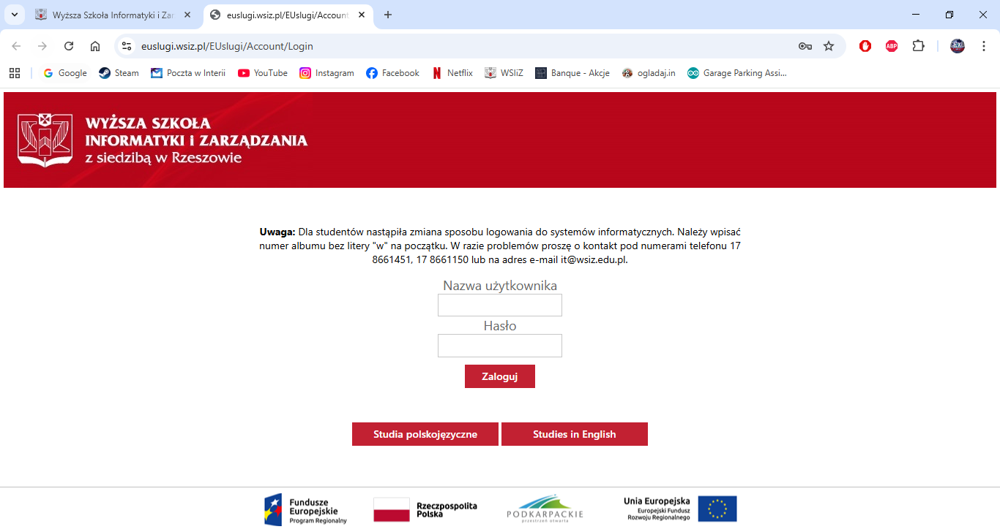 Wyższa Szkoła Informatyki i Zar
euslugi.wsiz.pl/EUslugi/Account
euslugi.wsiz.pl/EUslugi/Account/Login
ABP
Google
Steam
Poczta w Interii
YouTube
Instagram
Facebook
Netflix
WSIiZ
Banque - Akcje
ogladaj.in
Garage Parking Assi...
WYŻSZA SZKOŁA
INFORMATYKI i ZARZĄDZANIA
z siedzibą w Rzeszowie
Uwaga: Dla studentów nastąpiła zmiana sposobu logowania do systemów informatycznych. Należy wpisać
numer albumu bez litery "w" na początku. W razie problemów proszę o kontakt pod numerami telefonu 17
8661451, 17 8661150 lub na adres e-mail it@wsiz.edu.pl.
Nazwa użytkownika
Hasło
Zaloguj
Studia polskojęzyczne
Studies in English
Fundusze
Europejskie
Program Regionalny
Rzeczpospolita
Polska
PODKARPACKIE
przestrzeń otwarta
Unia Europejska
Europejski Fundusz
Rozwoju Regionalnego